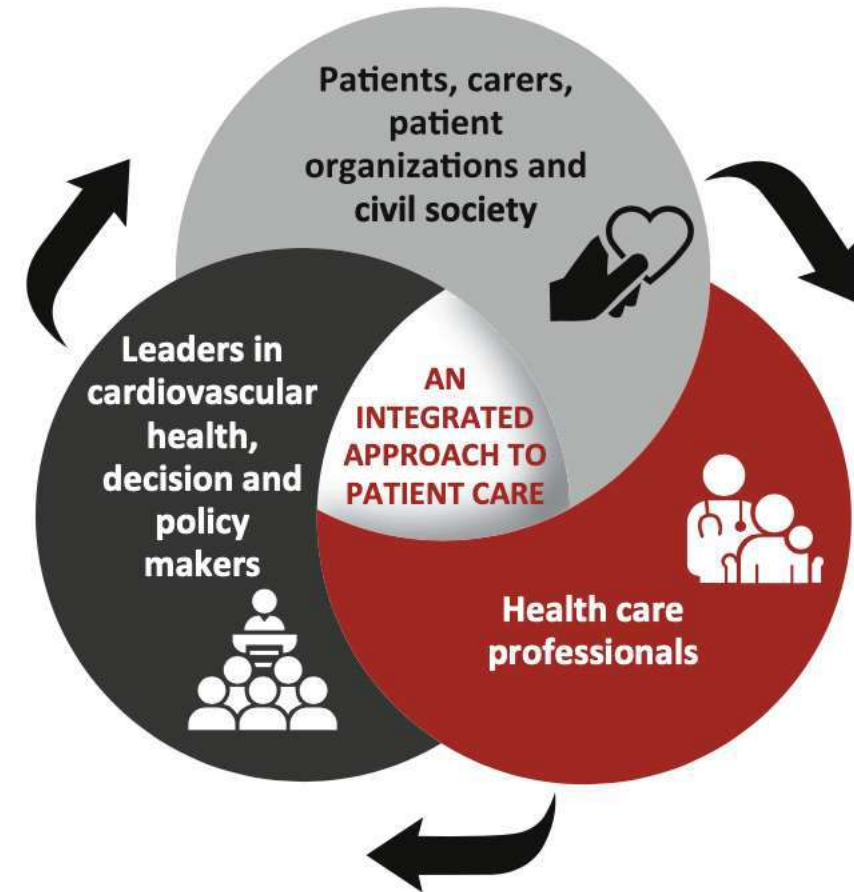 Patients, carers,
patient
organizations and
civil society
Leaders in
cardiovascular
health,
decision and
policy
makers
AN
INTEGRATED
APPROACH TO
PATIENT CARE
Health care
professionals